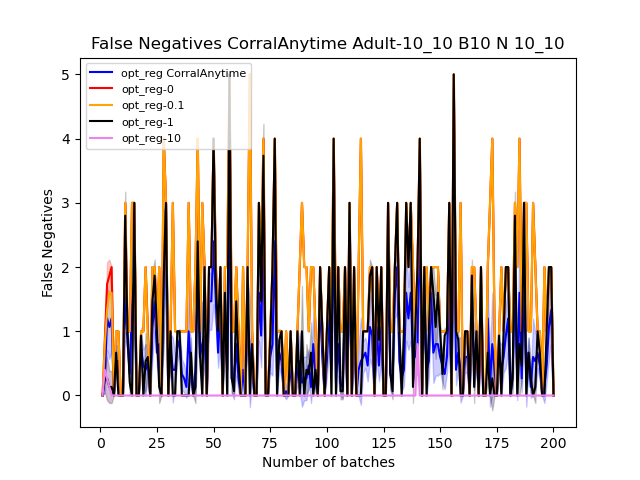 False Negatives CorralAnytime Adult-10_10 B10 N 10_10
opt_reg CorralAnytime
opt_reg-0
opt_reg-0.1
opt_reg-1
opt_reg-10
False Negatives
5
4
3
2
1
0
0 25 50 75 100 125 150 175 200
Number of batches